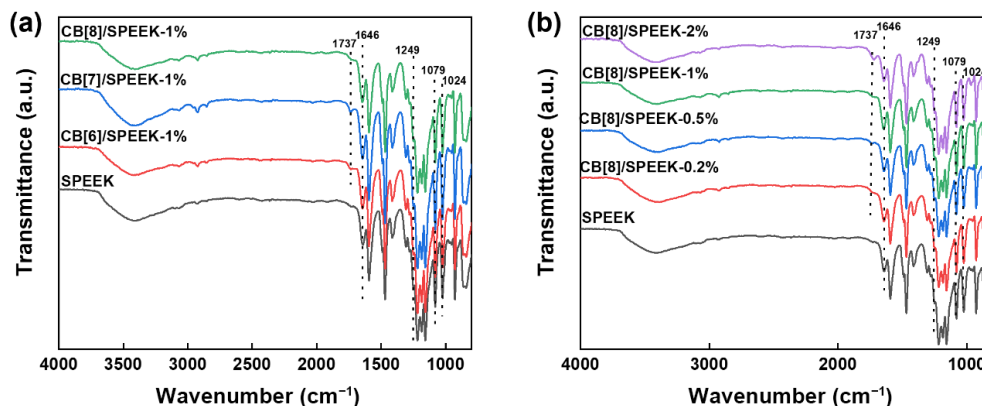 (a)
CB[8]/SPEEK-1%
CB[7]/SPEEK-1%
CB[6]/SPEEK-1%
SPEEK
1737
1646
1249
1079
1024
Transmittance (a.u.)
4000 3500 3000 2500 2000 1500 1000
Wavenumber (cm⁻¹)
(b)
CB[8]/SPEEK-2%
CB[8]/SPEEK-1%
CB[8]/SPEEK-0.5%
CB[8]/SPEEK-0.2%
SPEEK
1737
1646
1249
1079
1024
Transmittance (a.u.)
4000 3000 2000 1000
Wavenumber (cm⁻¹)